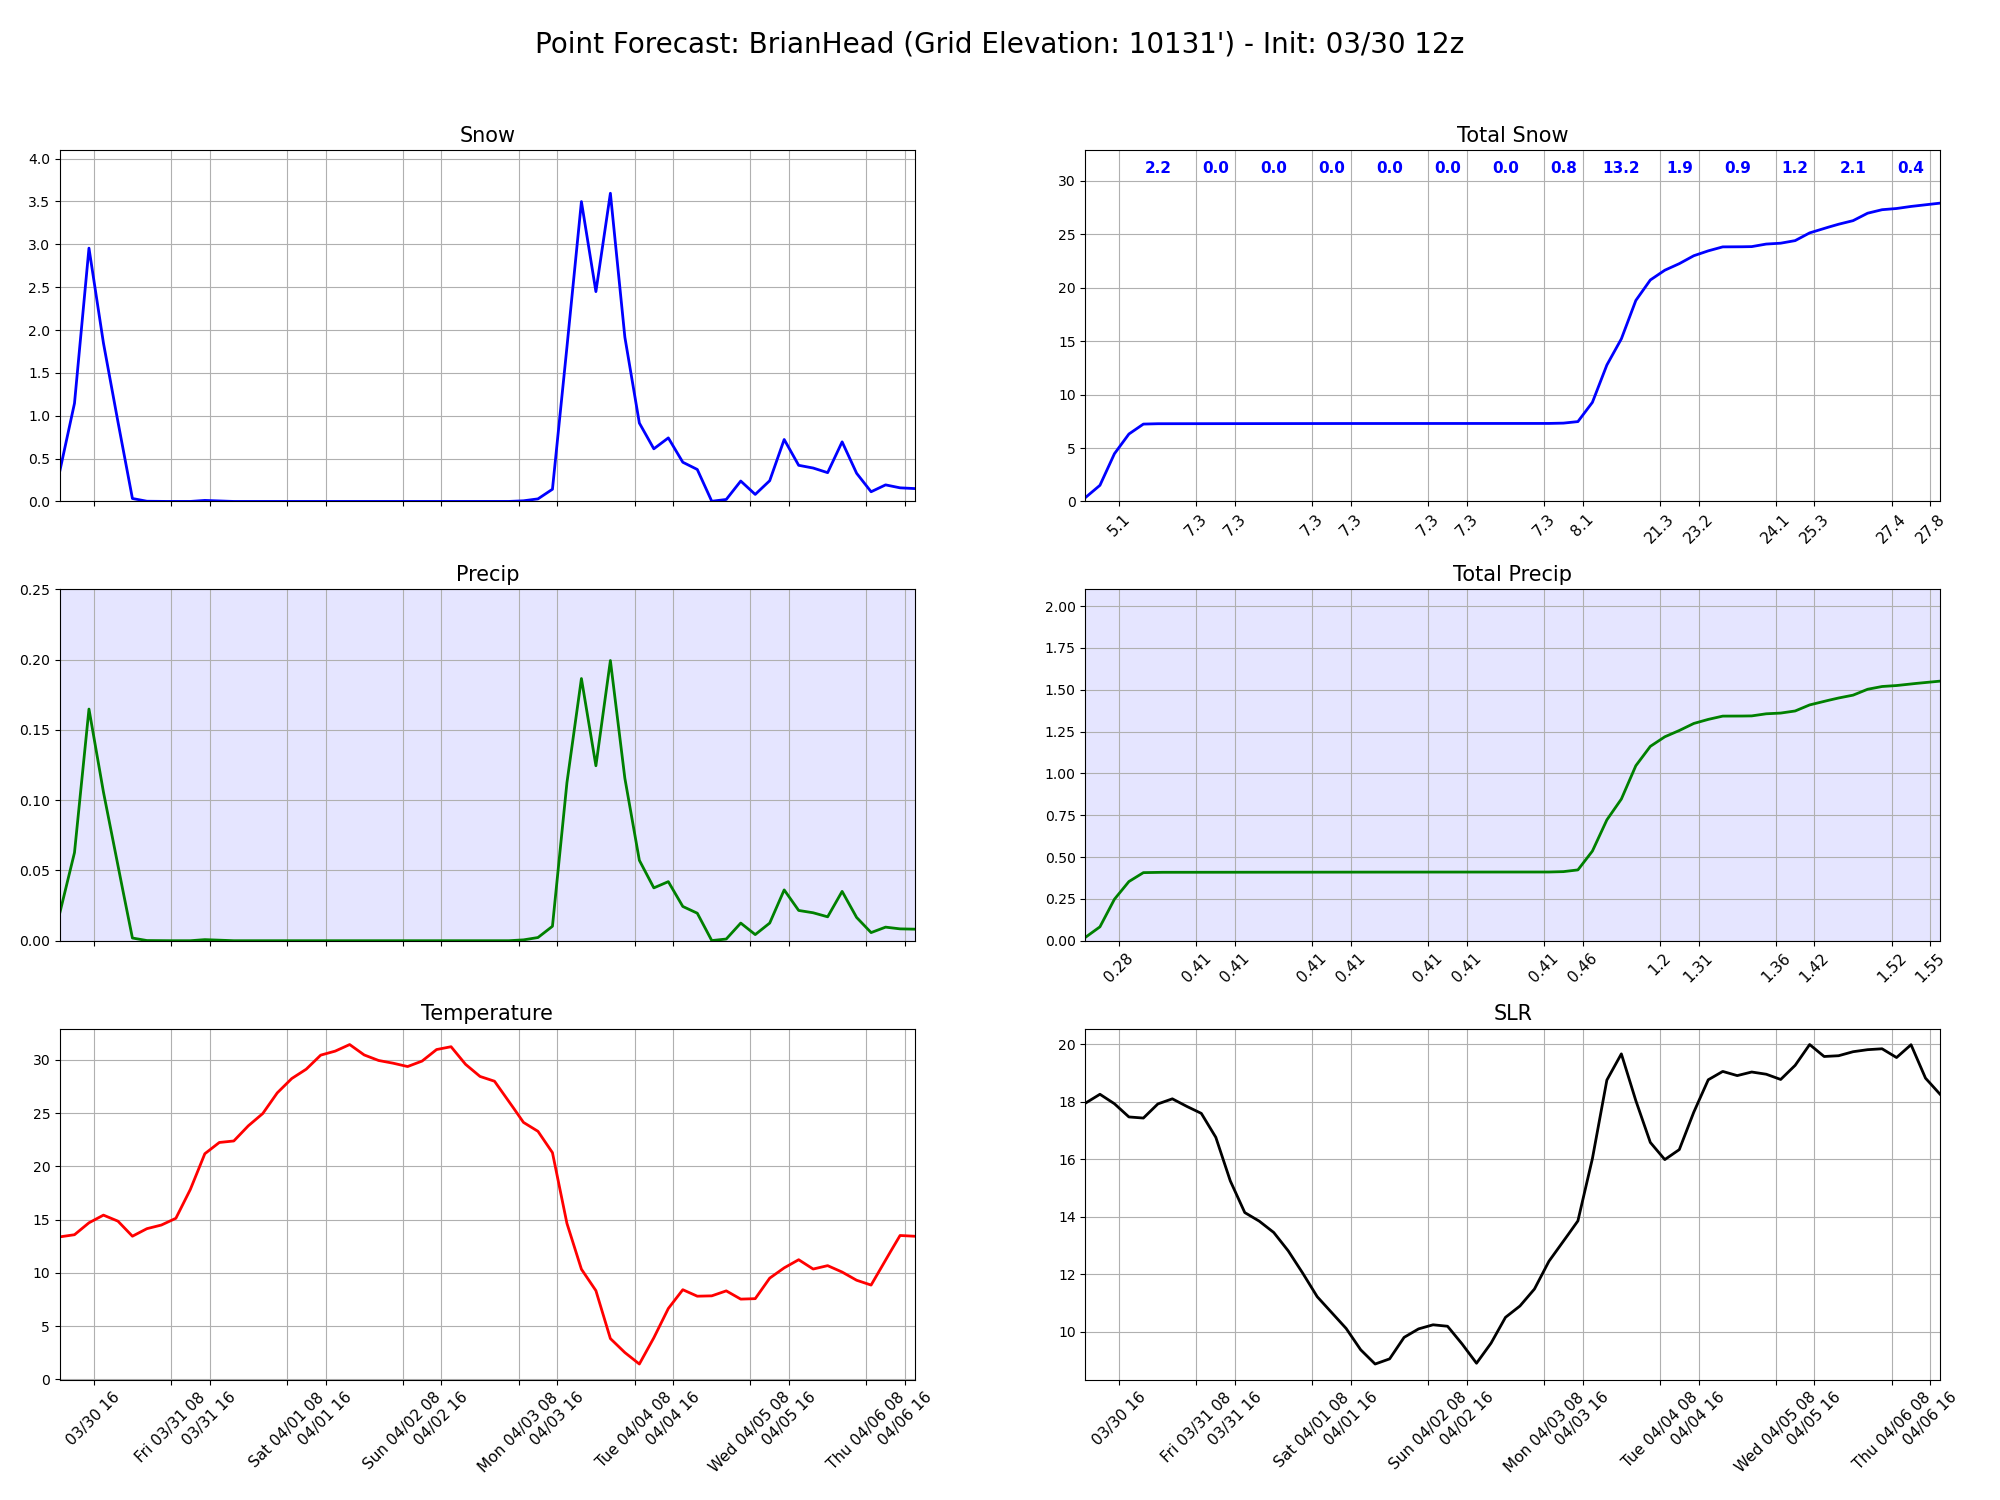 Point Forecast: BrianHead (Grid Elevation: 10131') - Init: 03/30 12z
Snow
4.0
3.5
3.0
2.5
2.0
1.5
1.0
0.5
0.0
Total Snow
2.2 0.0 0.0 0.0 0.0 0.0 0.0 0.8 13.2 1.9 0.9 1.2 2.1 0.4
30
25
20
15
10
5
0
5.1 7.3 7.3 7.3 7.3 7.3 7.3 7.3 8.1 21.3 23.2 24.1 25.3 27.4 27.8
Precip
0.25
0.20
0.15
0.10
0.05
0.00
Total Precip
2.00
1.75
1.50
1.25
1.00
0.75
0.50
0.25
0.00
0.28 0.41 0.41 0.41 0.41 0.41 0.41 0.41 0.46 1.2 1.31 1.36 1.42 1.52 1.55
Temperature
30
25
20
15
10
5
0
03/30 16
Fri 03/31 08
03/31 16
Sat 04/01 08
04/01 16
Sun 04/02 08
04/02 16
Mon 04/03 08
04/03 16
Tue 04/04 08
04/04 16
Wed 04/05 08
04/05 16
Thu 04/06 08
04/06 16
SLR
20
18
16
14
12
10
03/30 16
Fri 03/31 08
03/31 16
Sat 04/01 08
04/01 16
Sun 04/02 08
04/02 16
Mon 04/03 08
04/03 16
Tue 04/04 08
04/04 16
Wed 04/05 08
04/05 16
Thu 04/06 08
04/06 16